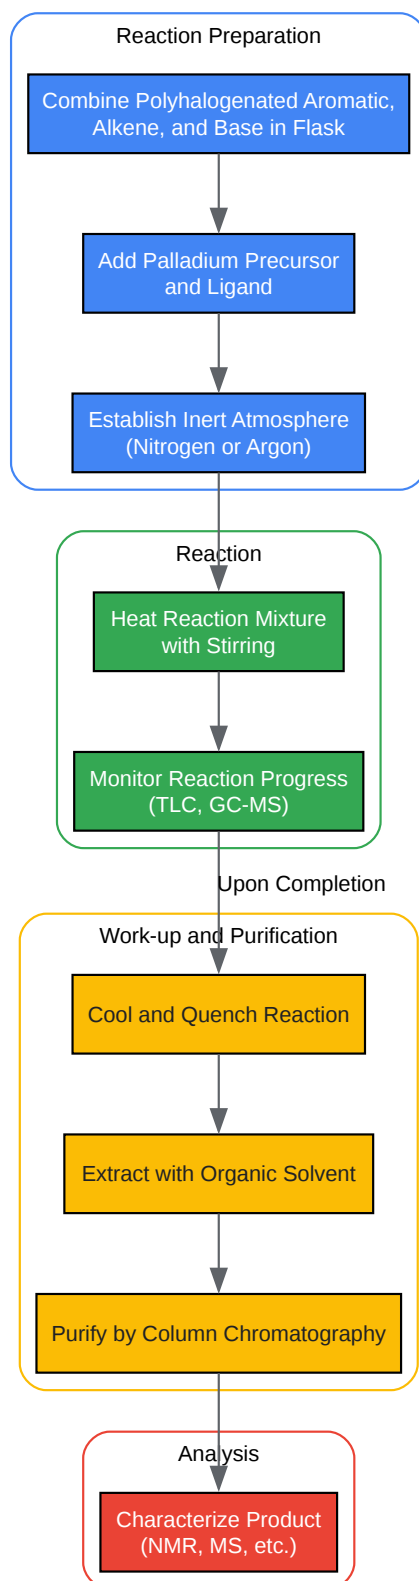 Reaction Preparation
Combine Polyhalogenated Aromatic,
Alkene, and Base in Flask
Add Palladium Precursor
and Ligand
Establish Inert Atmosphere
(Nitrogen or Argon)
Reaction
Heat Reaction Mixture
with Stirring
Monitor Reaction Progress
(TLC, GC-MS)
Upon Completion
Work-up and Purification
Cool and Quench Reaction
Extract with Organic Solvent
Purify by Column Chromatography
Analysis
Characterize Product
(NMR, MS, etc.)